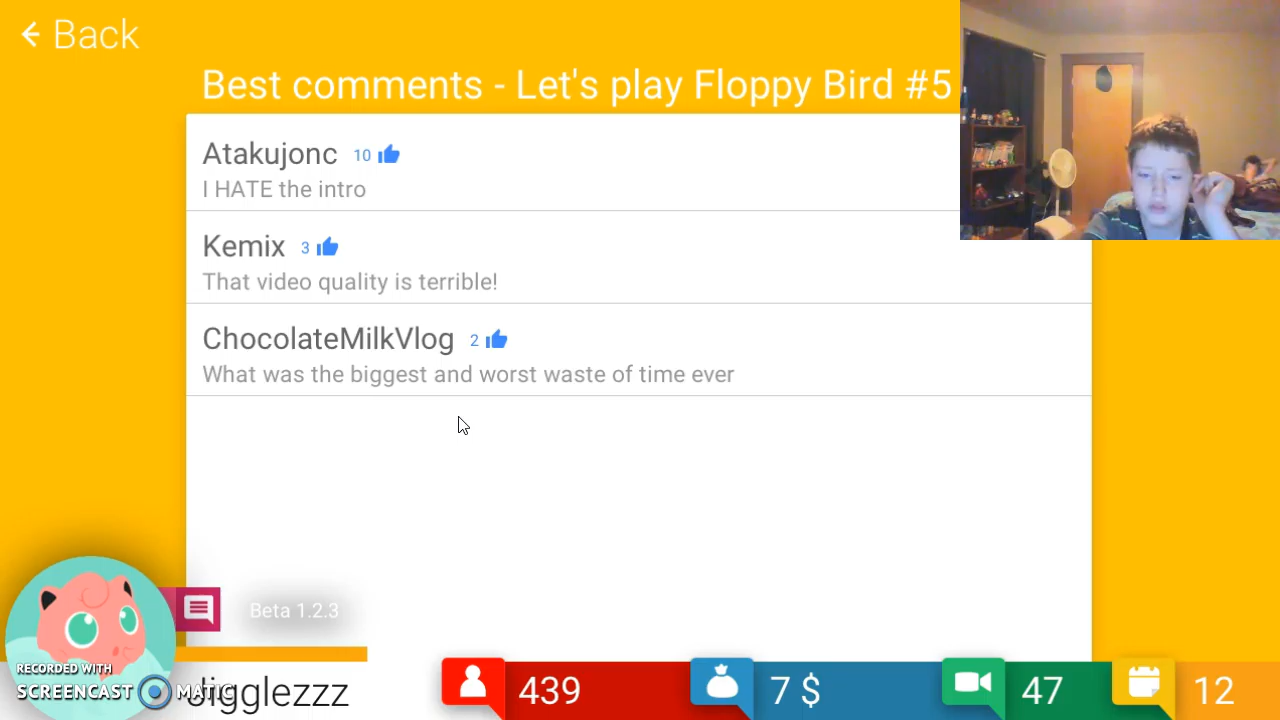 Back
Best comments - Let's play Floppy Bird #5
Atakujonc 10
I HATE the intro
Kemix 3
That video quality is terrible!
ChocolateMilkVlog 2
What was the biggest and worst waste of time ever
Beta 1.2.3
RECORDED WITH
SCREENCAST MATIC
Jigglezzz
439
7 $
47
12